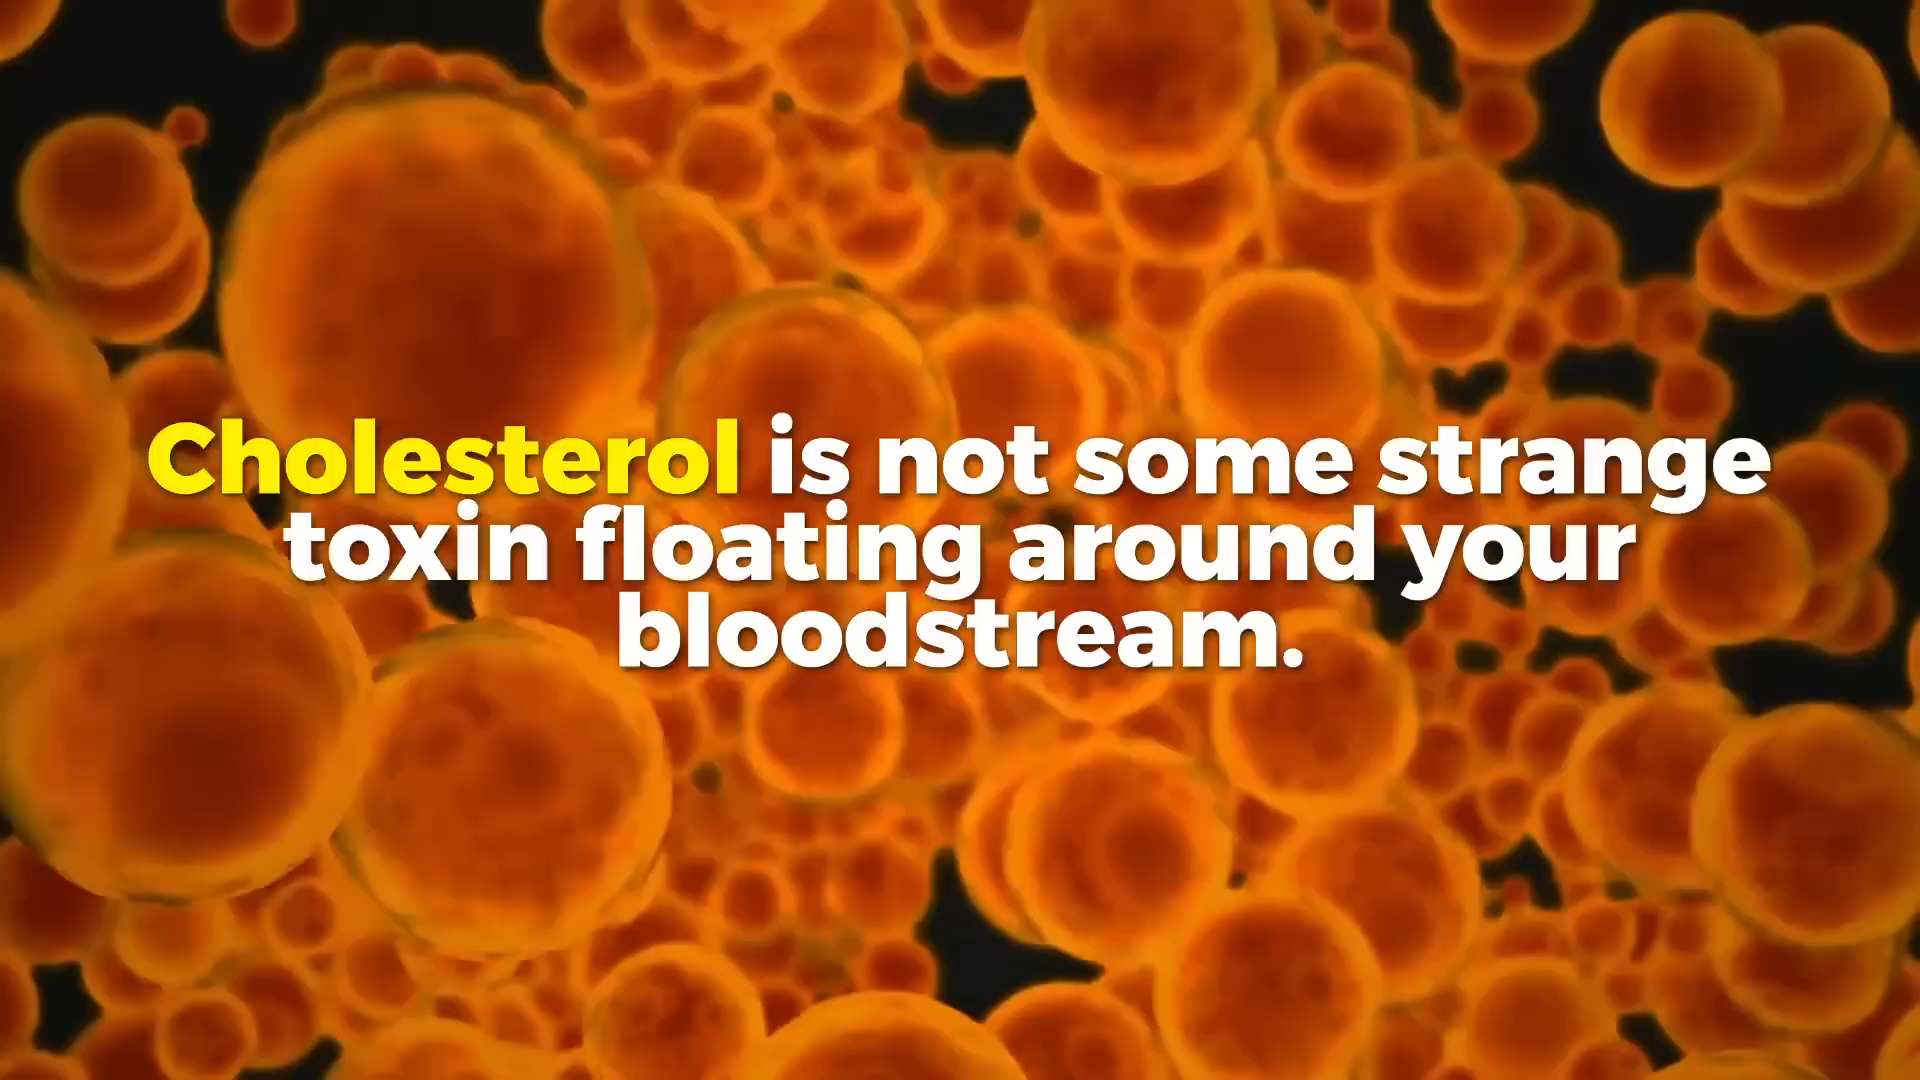 Cholesterol is not some strange
toxin floating around your
bloodstream.